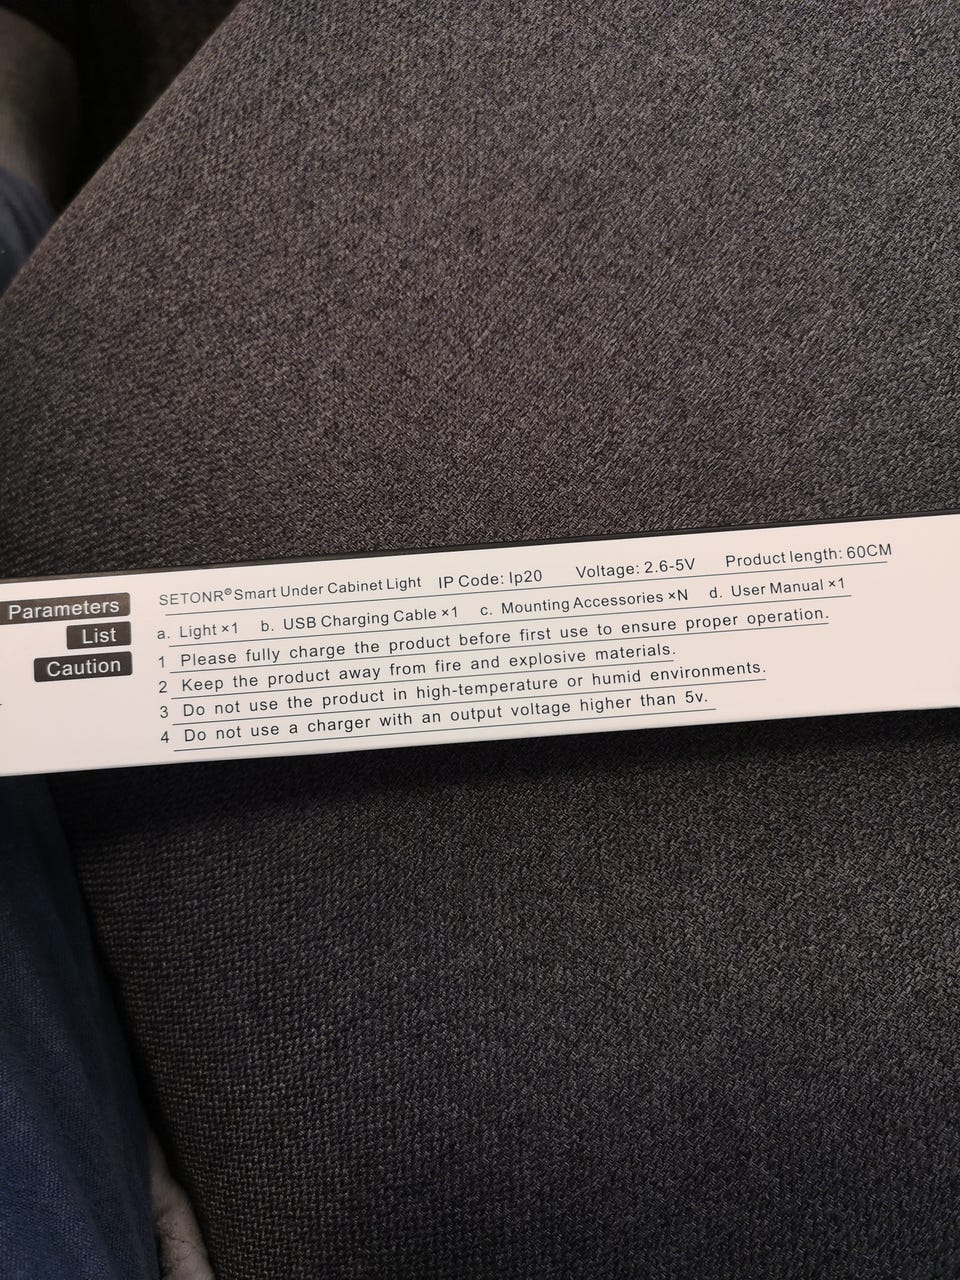 Parameters SETONR®Smart Under Cabinet Light IP Code: Ip20 Voltage: 2.6-5V Product length: 60CM
List a. Light ×1 b. USB Charging Cable ×1 c. Mounting Accessories ×N d. User Manual ×1
Caution 1 Please fully charge the product before first use to ensure proper operation.
2 Keep the product away from fire and explosive materials.
3 Do not use the product in high-temperature or humid environments.
4 Do not use a charger with an output voltage higher than 5v.